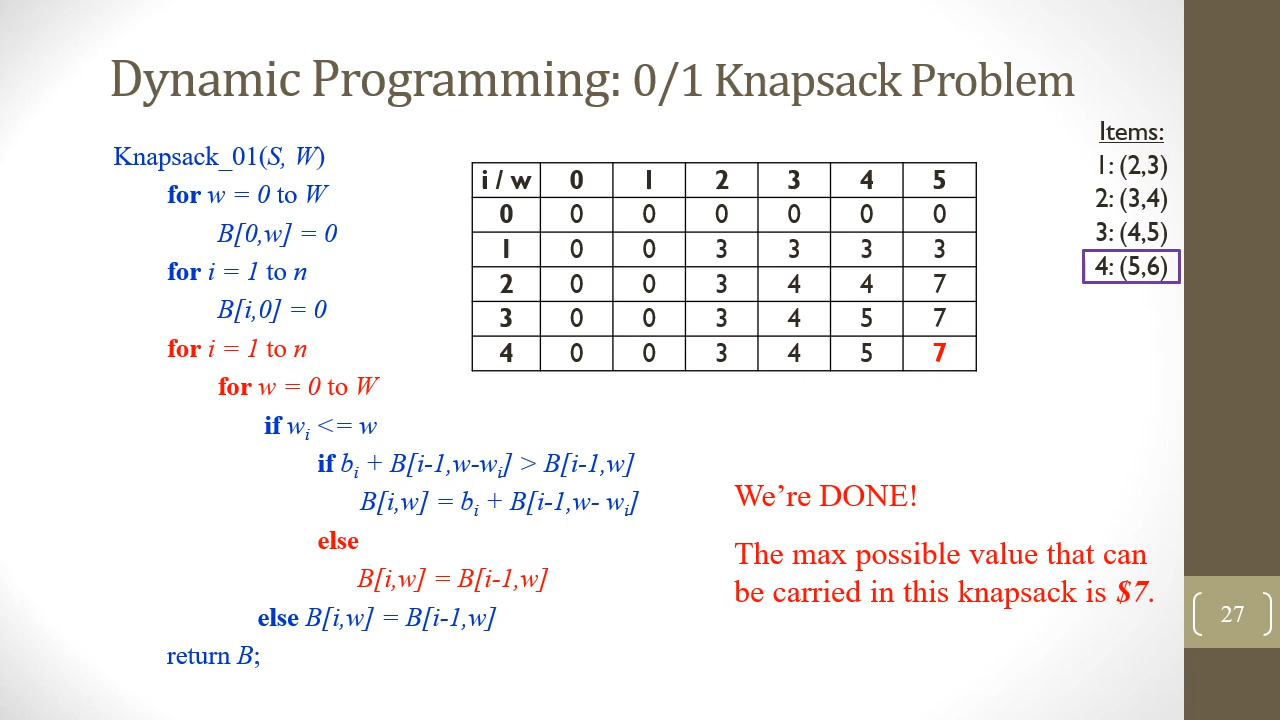 Dynamic Programming: 0/1 Knapsack Problem
Items:
1: (2,3)
2: (3,4)
3: (4,5)
4: (5,6)
Knapsack_01(S, W)
for w = 0 to W
B[0,w] = 0
for i = 1 to n
B[i,0] = 0
for i = 1 to n
for w = 0 to W
if wi <= w
if bi + B[i-1,w-wi] > B[i-1,w]
B[i,w] = bi + B[i-1,w- wi]
else
B[i,w] = B[i-1,w]
else B[i,w] = B[i-1,w]
return B;
i / w 0 1 2 3 4 5
0 0 0 0 0 0 0
1 0 0 3 3 3 3
2 0 0 3 4 4 7
3 0 0 3 4 5 7
4 0 0 3 4 5 7
We’re DONE!
The max possible value that can
be carried in this knapsack is $7.
27